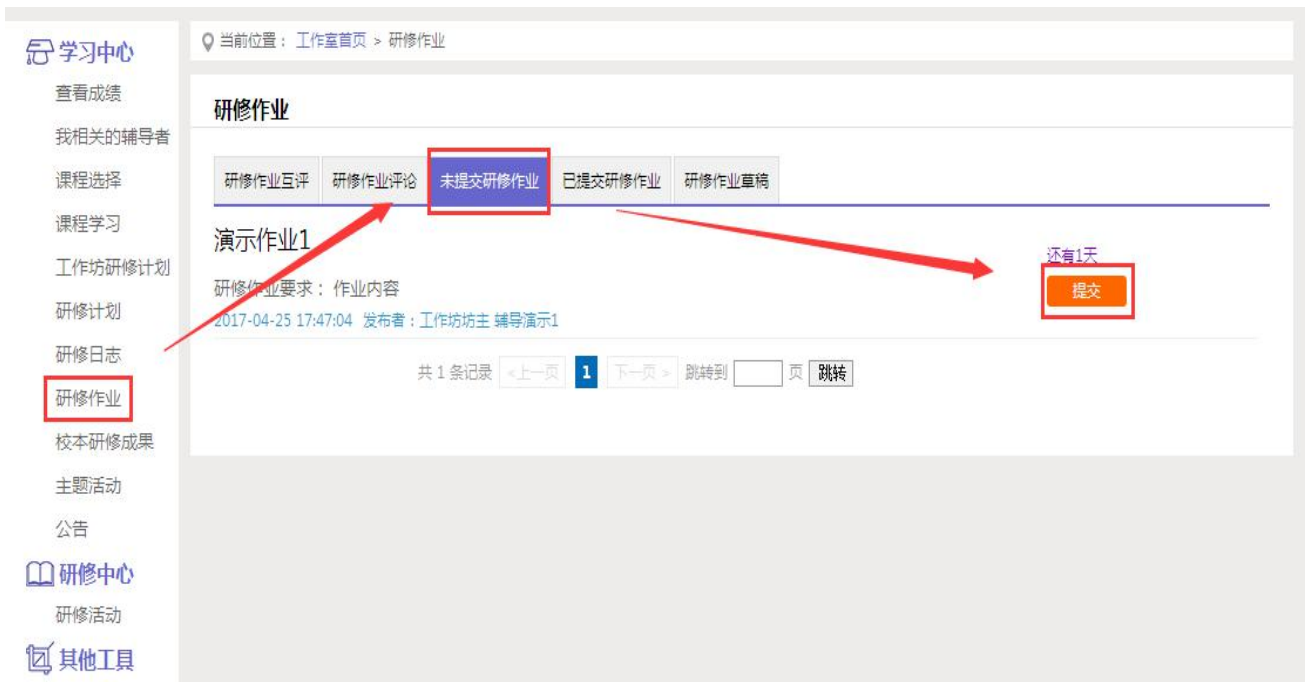 学习中心
查看成绩
我相关的辅导者
课程选择
课程学习
工作坊研修计划
研修计划
研修日志
研修作业
校本研修成果
主题活动
公告
研修中心
研修活动
其他工具
当前位置： 工作室首页 > 研修作业
研修作业
研修作业互评 研修作业评论 未提交研修作业 已提交研修作业 研修作业草稿
演示作业1
还有1天
研修作业要求： 作业内容
提交
2017-04-25 17:47:04 发布者：工作坊坊主 辅导演示1
共 1 条记录 «上一页 1 下一页 » 跳转到 页 跳转